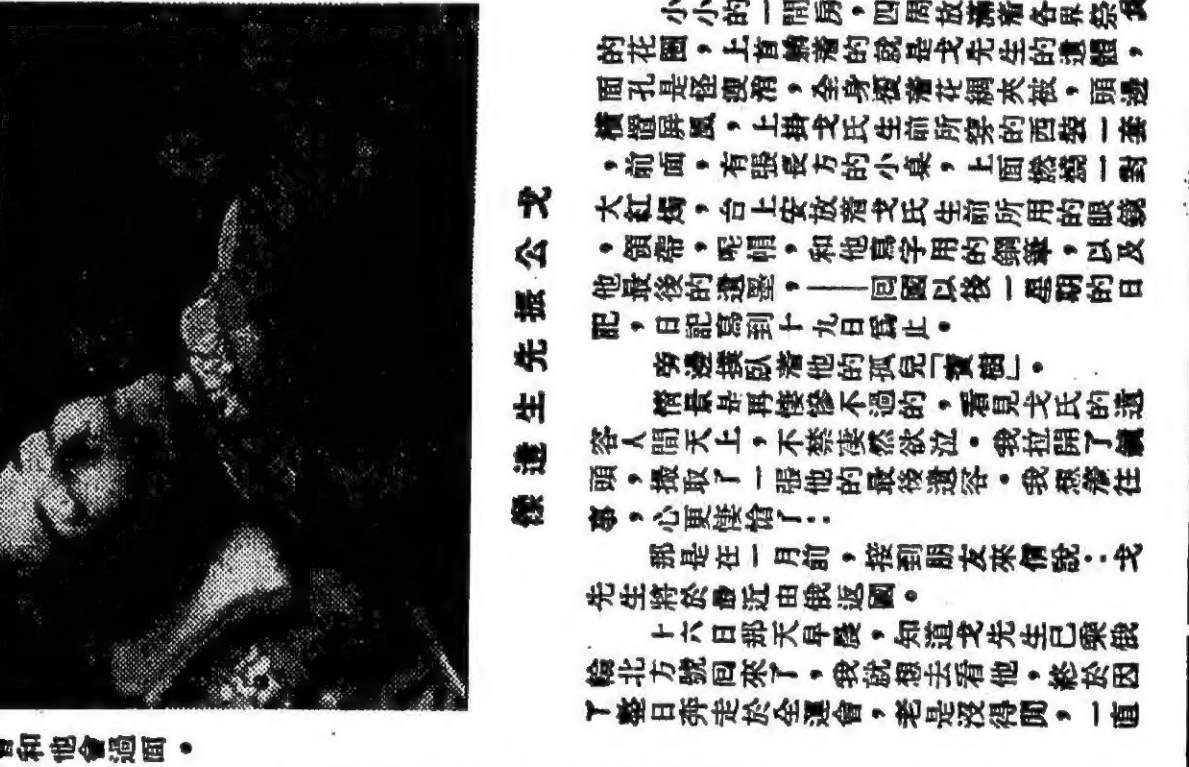 小小的一間房，四周放滿着各界祭奠
的花圈，上首躺着的就是戈先生的遺體，
面孔是怪瘦削，全身蓋着花綢夾被，頭邊
橫置屏風，上掛戈氏生前所穿的西裝一套
，前面，有張長方的小桌，上面燃燒一對
大紅燭，台上安放着戈氏生前所用的眼鏡
，領帶，呢帽，和他寫字用的鋼筆，以及
他最後的遺墨，——回國以後一星期的日
記，日記寫到十九日爲止。
旁邊橫臥着他的孤兒「寶樹」。
情景是再悽慘不過的，看見戈氏的遺
容人間天上，不禁淒然欲泣。我拉開了鏡
頭，攝取了一張他的最後遺容。我想着往
事，心更悽愴了：
那是在一月前，接到朋友來信說：戈
先生將於最近由俄返國。
十六日那天早晨，知道戈先生已乘俄
輪北方號回來了，我就想去看他，終於因
了整日奔走於全運會，老是沒得閒，一直
戈公振先生遺像
曾和他會過面。